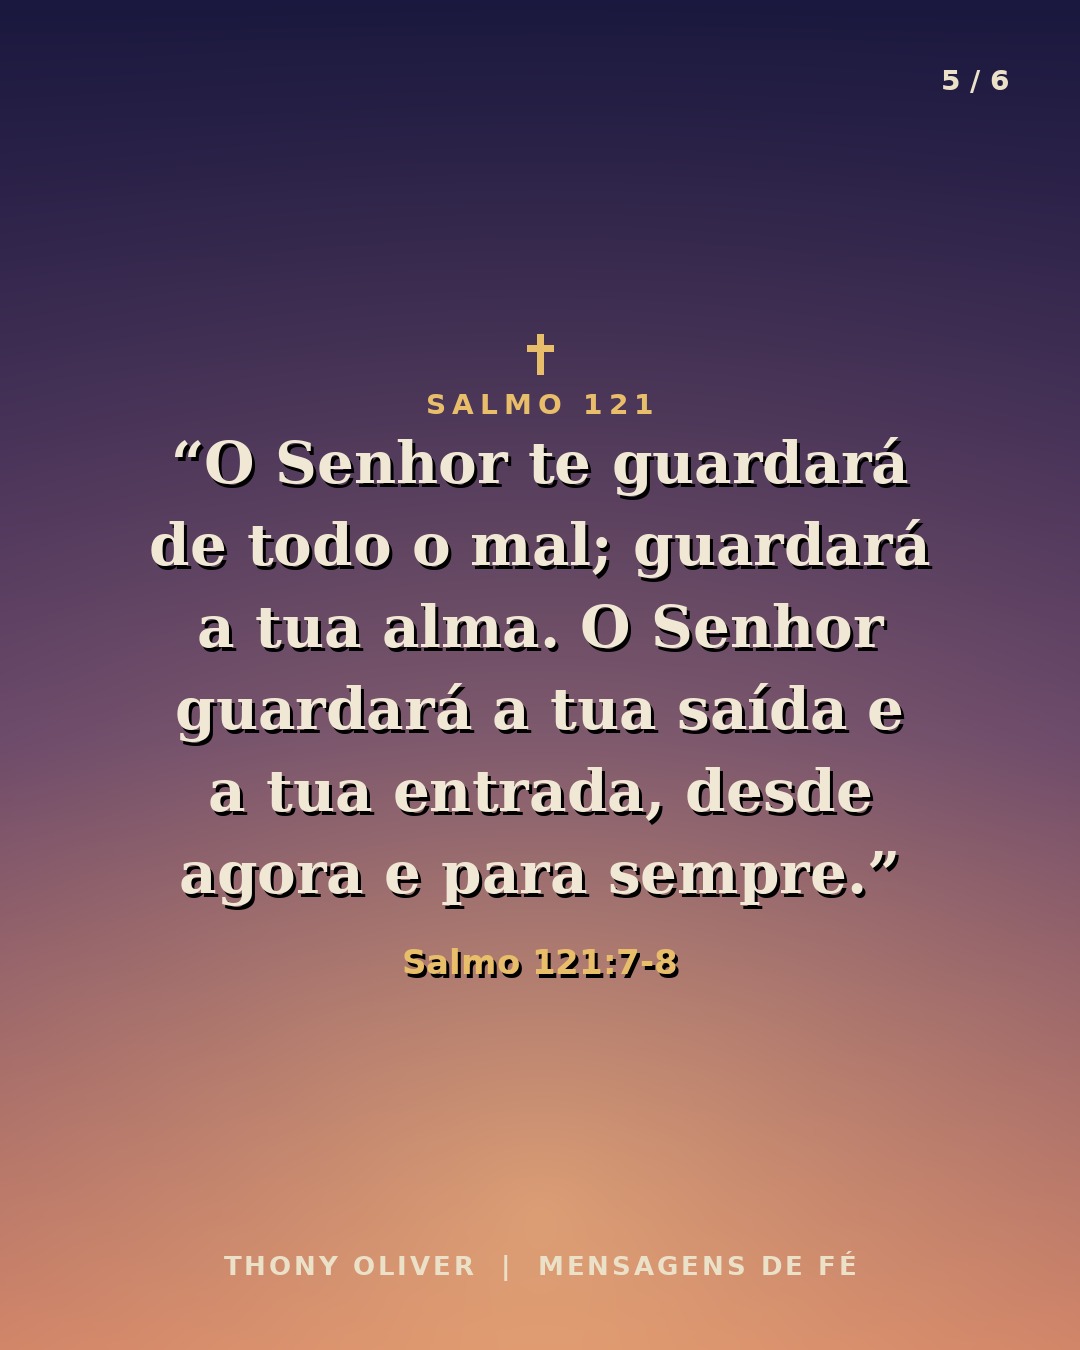 5 / 6
SALMO 121
“O Senhor te guardará
de todo o mal; guardará
a tua alma. O Senhor
guardará a tua saída e
a tua entrada, desde
agora e para sempre.”
Salmo 121:7-8
THONY OLIVER | MENSAGENS DE FÉ